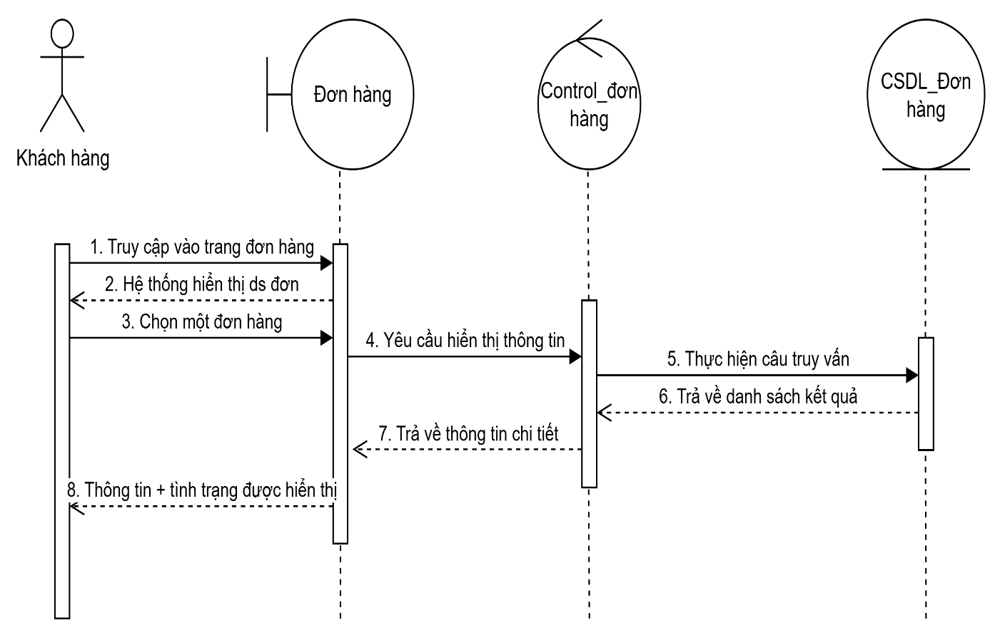 Khách hàng
Đơn hàng
Control_đơn
hàng
CSDL_Đơn
hàng
1. Truy cập vào trang đơn hàng
2. Hệ thống hiển thị ds đơn
3. Chọn một đơn hàng
4. Yêu cầu hiển thị thông tin
5. Thực hiện câu truy vấn
6. Trả về danh sách kết quả
7. Trả về thông tin chi tiết
8. Thông tin + tình trạng được hiển thị